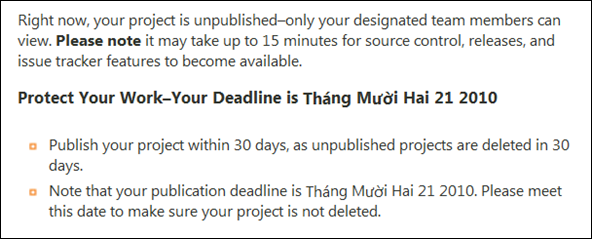 Right now, your project is unpublished–only your designated team members can
view. Please note it may take up to 15 minutes for source control, releases, and
issue tracker features to become available.
Protect Your Work–Your Deadline is Tháng Mười Hai 21 2010
Publish your project within 30 days, as unpublished projects are deleted in 30
days.
Note that your publication deadline is Tháng Mười Hai 21 2010. Please meet
this date to make sure your project is not deleted.